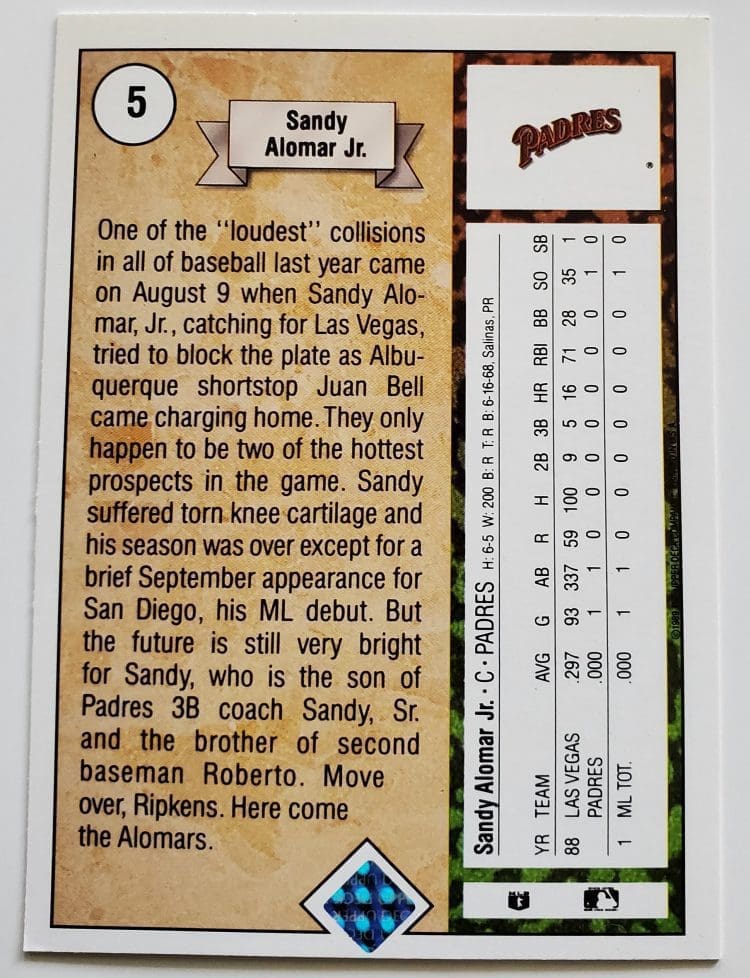 5
Sandy
Alomar Jr.
One of the "loudest" collisions
in all of baseball last year came
on August 9 when Sandy Alo-
mar, Jr., catching for Las Vegas,
tried to block the plate as Albu-
querque shortstop Juan Bell
came charging home. They only
happen to be two of the hottest
prospects in the game. Sandy
suffered torn knee cartilage and
his season was over except for a
brief September appearance for
San Diego, his ML debut. But
the future is still very bright
for Sandy, who is the son of
Padres 3B coach Sandy, Sr.
and the brother of second
baseman Roberto. Move
over, Ripkens. Here come
the Alomars.
PADRES
Sandy Alomar Jr. • C • PADRES H: 6-5 W: 200 B: R T: R B: 6-16-68, Salinas, PR
YR TEAM AVG G AB R H 2B 3B HR RBI BB SO SB
88 LAS VEGAS .297 93 337 59 100 9 5 16 71 28 35 1
PADRES .000 1 1 0 0 0 0 0 0 0 1 0
1 ML TOT. .000 1 1 0 0 0 0 0 0 0 1 0
UPPER DECK COMPANY